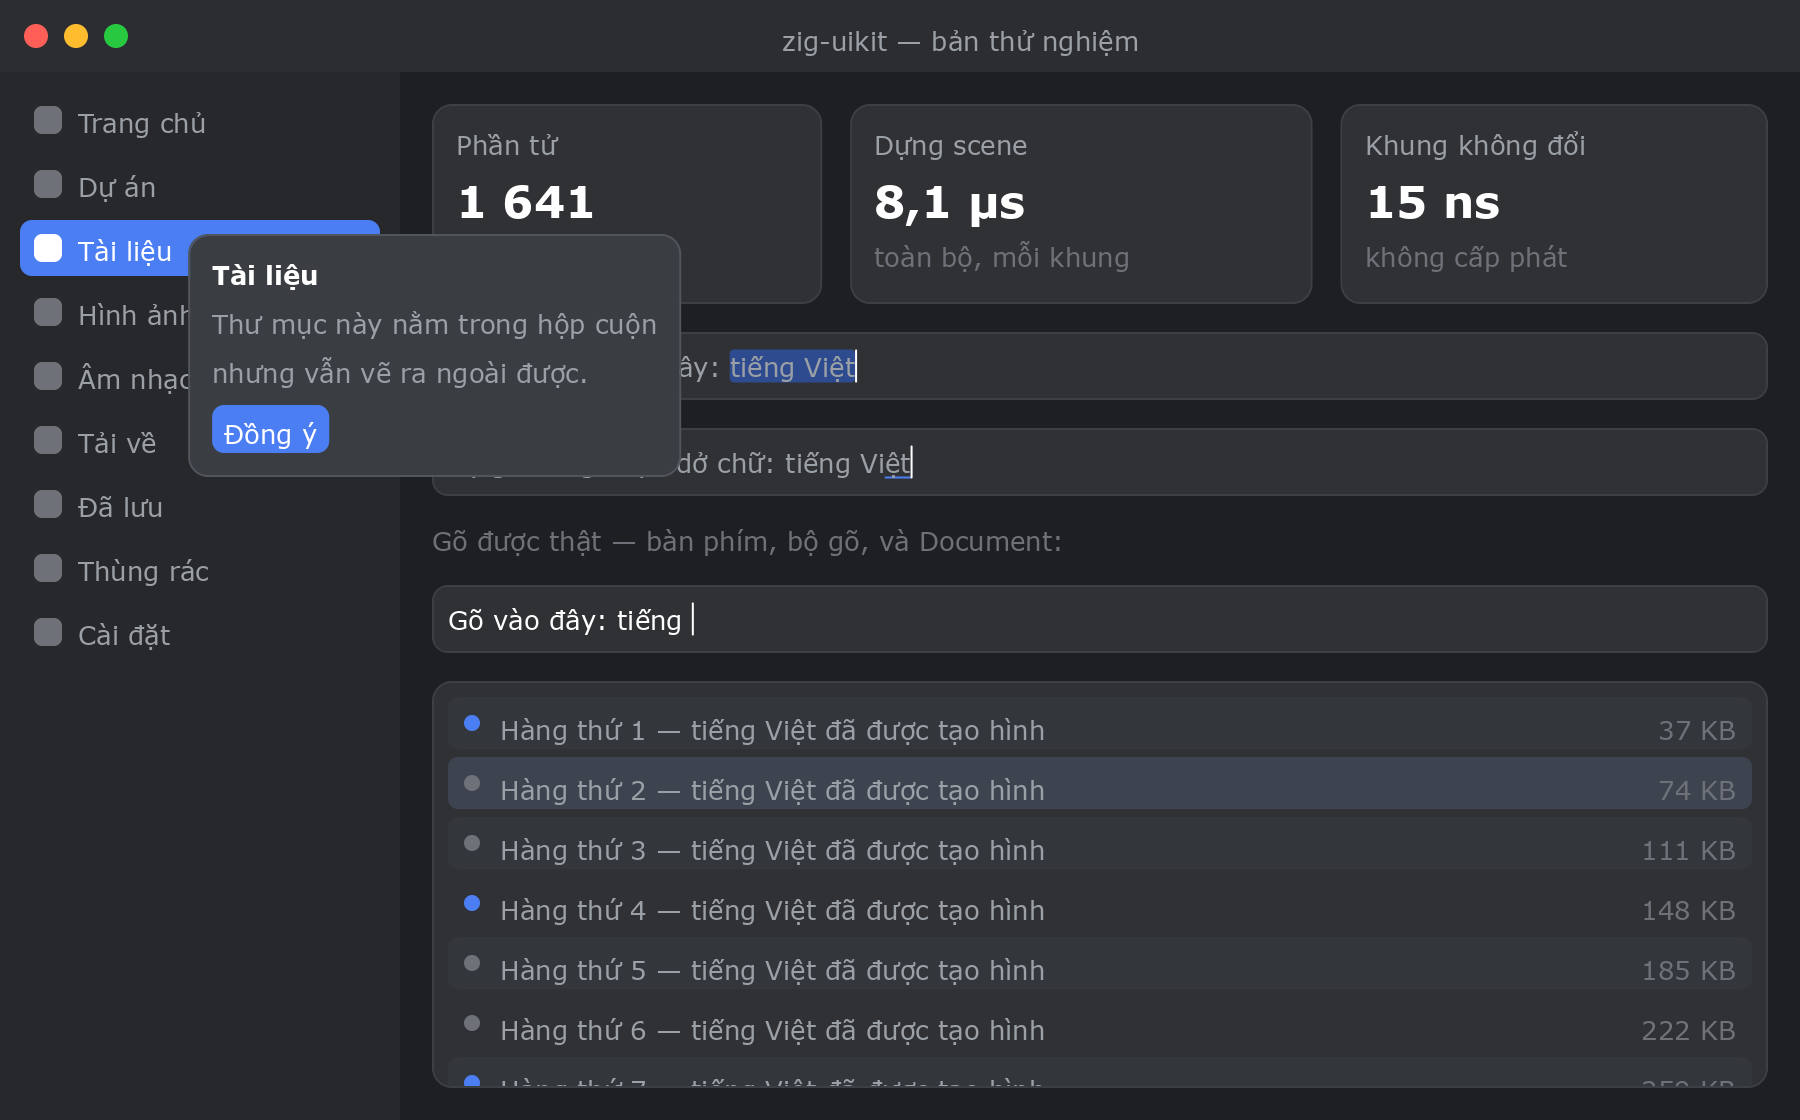 zig-uikit — bản thử nghiệm
Trang chủ
Dự án
Tài liệu
Hình ảnh
Âm nhạc
Tải về
Đã lưu
Thùng rác
Cài đặt
Phần tử
1 641
Dựng scene
8,1 µs
toàn bộ, mỗi khung
Khung không đổi
15 ns
không cấp phát
Tài liệu
Thư mục này nằm trong hộp cuộn
nhưng vẫn vẽ ra ngoài được.
Đồng ý
ây: tiếng Việt
dở chữ: tiếng Việt
Gõ được thật — bàn phím, bộ gõ, và Document:
Gõ vào đây: tiếng
Hàng thứ 1 — tiếng Việt đã được tạo hình 37 KB
Hàng thứ 2 — tiếng Việt đã được tạo hình 74 KB
Hàng thứ 3 — tiếng Việt đã được tạo hình 111 KB
Hàng thứ 4 — tiếng Việt đã được tạo hình 148 KB
Hàng thứ 5 — tiếng Việt đã được tạo hình 185 KB
Hàng thứ 6 — tiếng Việt đã được tạo hình 222 KB